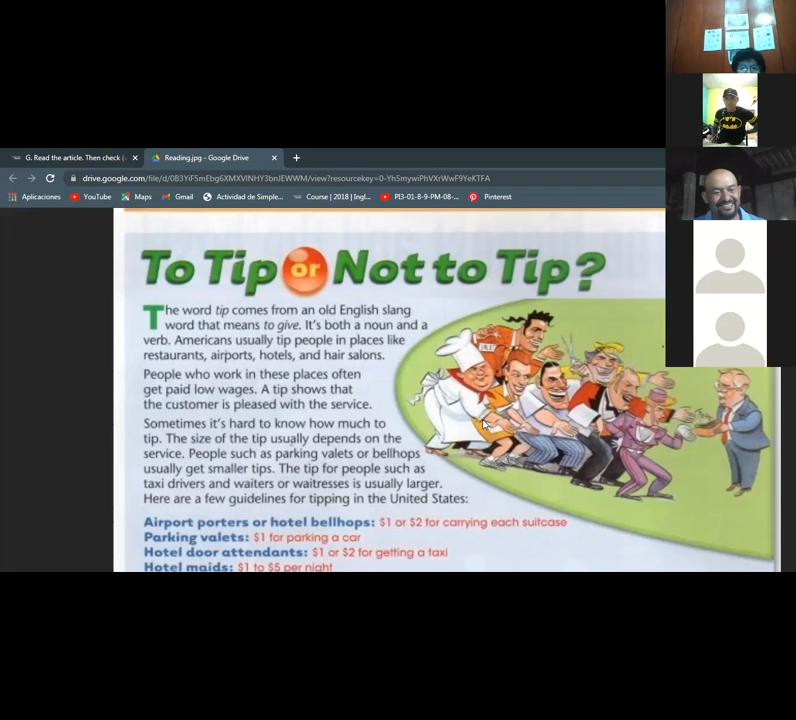 G. Read the article. Then check (
Reading.jpg - Google Drive
drive.google.com/file/d/0B3YiF5mEbg6XMXVlNHY3bnJEWWM/view?resourcekey=0-Yh5mywiPhVXrWwF9YeKTFA
Aplicaciones YouTube Maps Gmail Actividad de Simple... Course | 2018 | Ingl... PI3-01-8-9-PM-08-... Pinterest
To Tip or Not to Tip?
The word tip comes from an old English slang
word that means to give. It's both a noun and a
verb. Americans usually tip people in places like
restaurants, airports, hotels, and hair salons.
People who work in these places often
get paid low wages. A tip shows that
the customer is pleased with the service.
Sometimes it's hard to know how much to
tip. The size of the tip usually depends on the
service. People such as parking valets or bellhops
usually get smaller tips. The tip for people such as
taxi drivers and waiters or waitresses is usually larger.
Here are a few guidelines for tipping in the United States:
Airport porters or hotel bellhops: $1 or $2 for carrying each suitcase
Parking valets: $1 for parking a car
Hotel door attendants: $1 or $2 for getting a taxi
Hotel maids: $1 to $5 per night